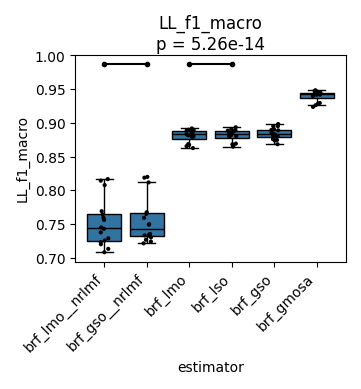 LL_f1_macro
p = 5.26e-14
1.00
0.95
0.90
0.85
0.80
0.75
0.70
LL_f1_macro
brf_lmo__nrlmf
brf_gso__nrlmf
brf_lmo
brf_lso
brf_gso
brf_gmosa
estimator